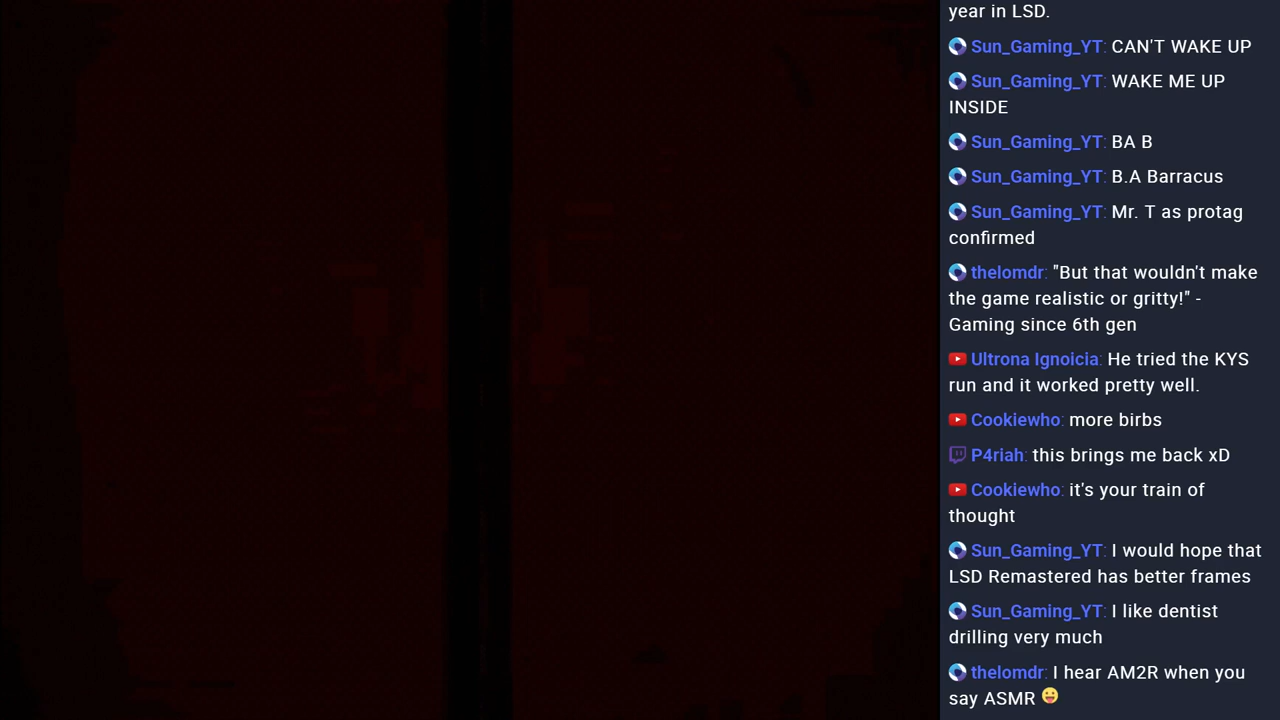 year in LSD.
Sun_Gaming_YT: CAN'T WAKE UP
Sun_Gaming_YT: WAKE ME UP
INSIDE
Sun_Gaming_YT: BA B
Sun_Gaming_YT: B.A Barracus
Sun_Gaming_YT: Mr. T as protag
confirmed
thelomdr: "But that wouldn't make
the game realistic or gritty!" -
Gaming since 6th gen
Ultrona Ignoicia: He tried the KYS
run and it worked pretty well.
Cookiewho: more birbs
P4riah: this brings me back xD
Cookiewho: it's your train of
thought
Sun_Gaming_YT: I would hope that
LSD Remastered has better frames
Sun_Gaming_YT: I like dentist
drilling very much
thelomdr: I hear AM2R when you
say ASMR 😛